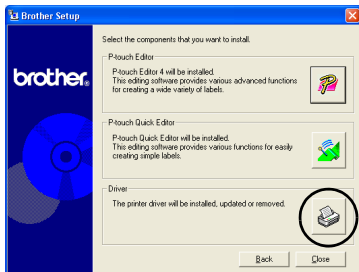 Brother Setup
Select the components that you want to install.
P-touch Editor
P-touch Editor 4 will be installed.
This editing software provides various advanced functions
for creating a wide variety of labels.
brother.
P-touch Quick Editor
P-touch Quick Editor will be installed.
This editing software provides various functions for easily
creating simple labels.
Driver
The printer driver will be installed, updated or removed.
Back
Close